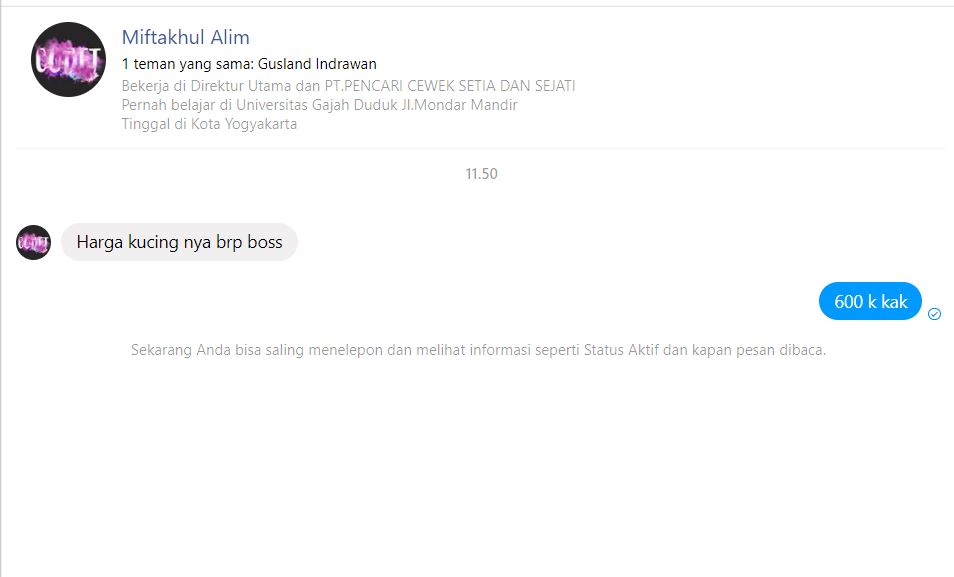 Miftakhul Alim
1 teman yang sama: Gusland Indrawan
Bekerja di Direktur Utama dan PT.PENCARI CEWEK SETIA DAN SEJATI
Pernah belajar di Universitas Gajah Duduk Jl.Mondar Mandir
Tinggal di Kota Yogyakarta
11.50
Harga kucing nya brp boss
600 k kak
Sekarang Anda bisa saling menelepon dan melihat informasi seperti Status Aktif dan kapan pesan dibaca.